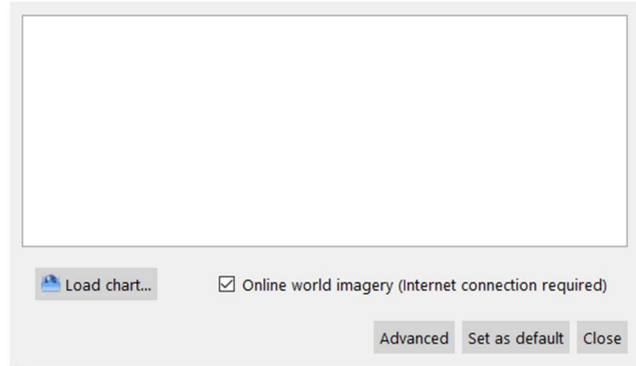 Load chart...
Online world imagery (Internet connection required)
Advanced
Set as default
Close